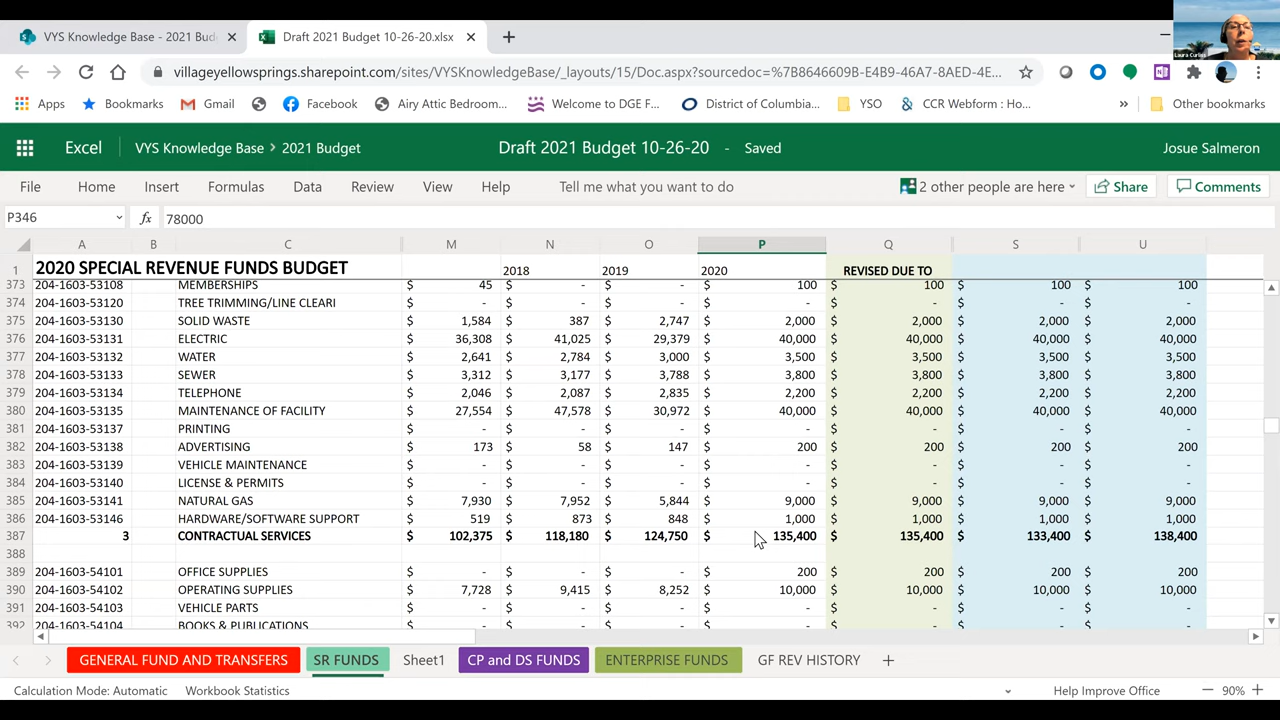 VYS Knowledge Base - 2021 Bud
Draft 2021 Budget 10-26-20.xlsx
villageyellowsprings.sharepoint.com/sites/VYSKnowledgeBase/_layouts/15/Doc.aspx?sourcedoc=%7B8646609B-E4B9-46A7-8AED-4E...
Apps Bookmarks Gmail Facebook Airy Attic Bedroom... Welcome to DGE F... District of Columbia... YSO CCR Webform : Ho... » Other bookmarks
Excel VYS Knowledge Base > 2021 Budget Draft 2021 Budget 10-26-20 - Saved Josue Salmeron
File Home Insert Formulas Data Review View Help Tell me what you want to do 2 other people are here Share Comments
P346 fx 78000
A B C M N O P Q S U
1 2020 SPECIAL REVENUE FUNDS BUDGET 2018 2019 2020 REVISED DUE TO
373 204-1603-53108 MEMBERSHIPS $ 45 $ - $ - $ 100 $ 100 $ 100 $ 100
374 204-1603-53120 TREE TRIMMING/LINE CLEARI $ - $ - $ - $ - $ - $ - $ -
375 204-1603-53130 SOLID WASTE $ 1,584 $ 387 $ 2,747 $ 2,000 $ 2,000 $ 2,000 $ 2,000
376 204-1603-53131 ELECTRIC $ 36,308 $ 41,025 $ 29,379 $ 40,000 $ 40,000 $ 40,000 $ 40,000
377 204-1603-53132 WATER $ 2,641 $ 2,784 $ 3,000 $ 3,500 $ 3,500 $ 3,500 $ 3,500
378 204-1603-53133 SEWER $ 3,312 $ 3,177 $ 3,788 $ 3,800 $ 3,800 $ 3,800 $ 3,800
379 204-1603-53134 TELEPHONE $ 2,046 $ 2,087 $ 2,835 $ 2,200 $ 2,200 $ 2,200 $ 2,200
380 204-1603-53135 MAINTENANCE OF FACILITY $ 27,554 $ 47,578 $ 30,972 $ 40,000 $ 40,000 $ 40,000 $ 40,000
381 204-1603-53137 PRINTING $ - $ - $ - $ - $ - $ - $ -
382 204-1603-53138 ADVERTISING $ 173 $ 58 $ 147 $ 200 $ 200 $ 200 $ 200
383 204-1603-53139 VEHICLE MAINTENANCE $ - $ - $ - $ - $ - $ - $ -
384 204-1603-53140 LICENSE & PERMITS $ - $ - $ - $ - $ - $ - $ -
385 204-1603-53141 NATURAL GAS $ 7,930 $ 7,952 $ 5,844 $ 9,000 $ 9,000 $ 9,000 $ 9,000
386 204-1603-53146 HARDWARE/SOFTWARE SUPPORT $ 519 $ 873 $ 848 $ 1,000 $ 1,000 $ 1,000 $ 1,000
387 3 CONTRACTUAL SERVICES $ 102,375 $ 118,180 $ 124,750 $ 135,400 $ 135,400 $ 133,400 $ 138,400
388
389 204-1603-54101 OFFICE SUPPLIES $ - $ - $ - $ 200 $ 200 $ 200 $ 200
390 204-1603-54102 OPERATING SUPPLIES $ 7,728 $ 9,415 $ 8,252 $ 10,000 $ 10,000 $ 10,000 $ 10,000
391 204-1603-54103 VEHICLE PARTS $ - $ - $ - $ - $ - $ - $ -
392 204-1603-54104 BOOKS & PUBLICATIONS $ - $ - $ - $ - $ - $ - $ -
GENERAL FUND AND TRANSFERS SR FUNDS Sheet1 CP and DS FUNDS ENTERPRISE FUNDS GF REV HISTORY
Calculation Mode: Automatic Workbook Statistics Help Improve Office 90%